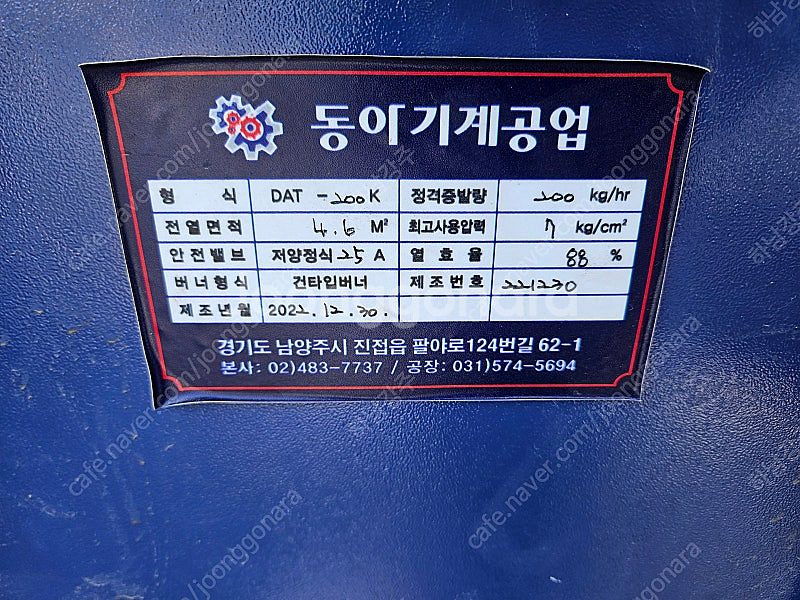 동아기계공업
형 식 DAT -200K 정격증발량 200 kg/hr
전열면적 4.6 M² 최고사용압력 7 kg/cm²
안전밸브 저양정식 25 A 열효율 88 %
버너형식 건타입버너 제조번호 221230
제조년월 2022.12.30.
경기도 남양주시 진접읍 팔야로124번길 62-1
본사: 02)483-7737 / 공장: 031)574-5694
joonggonara
cafe.naver.com/joonggonara